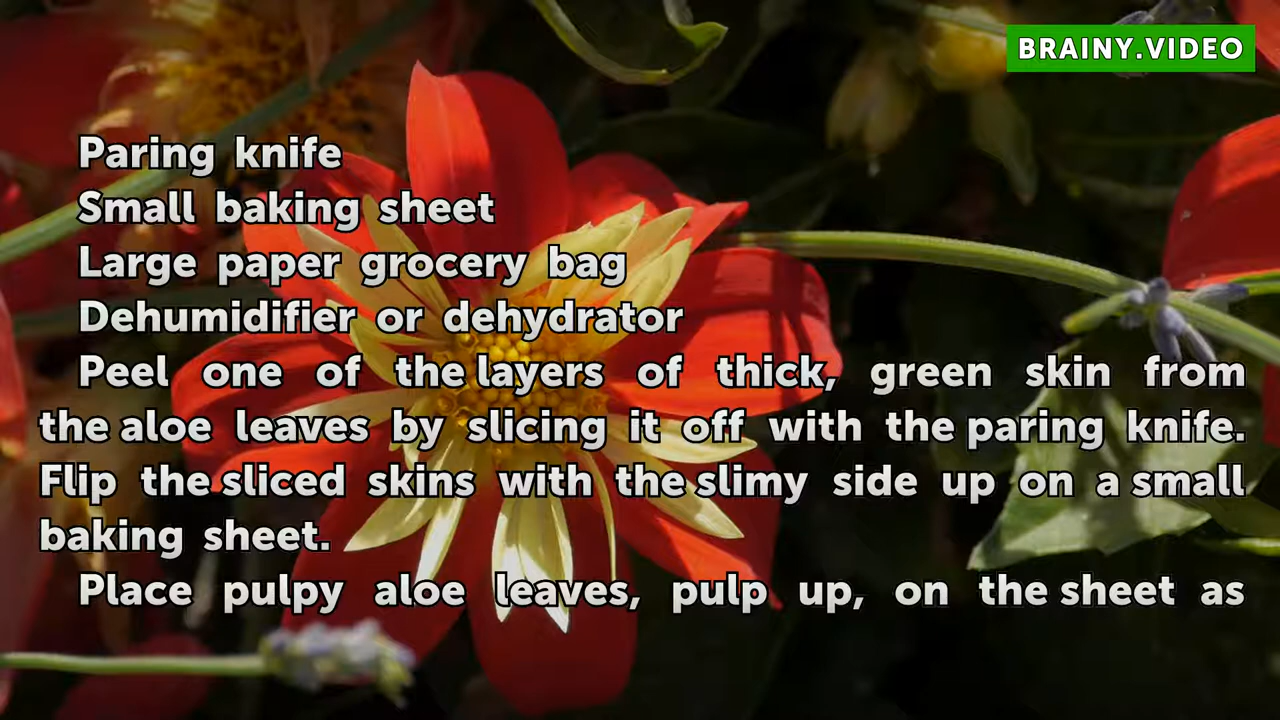 BRAINY.VIDEO
Paring knife
Small baking sheet
Large paper grocery bag
Dehumidifier or dehydrator
Peel one of the layers of thick, green skin from
the aloe leaves by slicing it off with the paring knife.
Flip the sliced skins with the slimy side up on a small
baking sheet.
Place pulpy aloe leaves, pulp up, on the sheet as